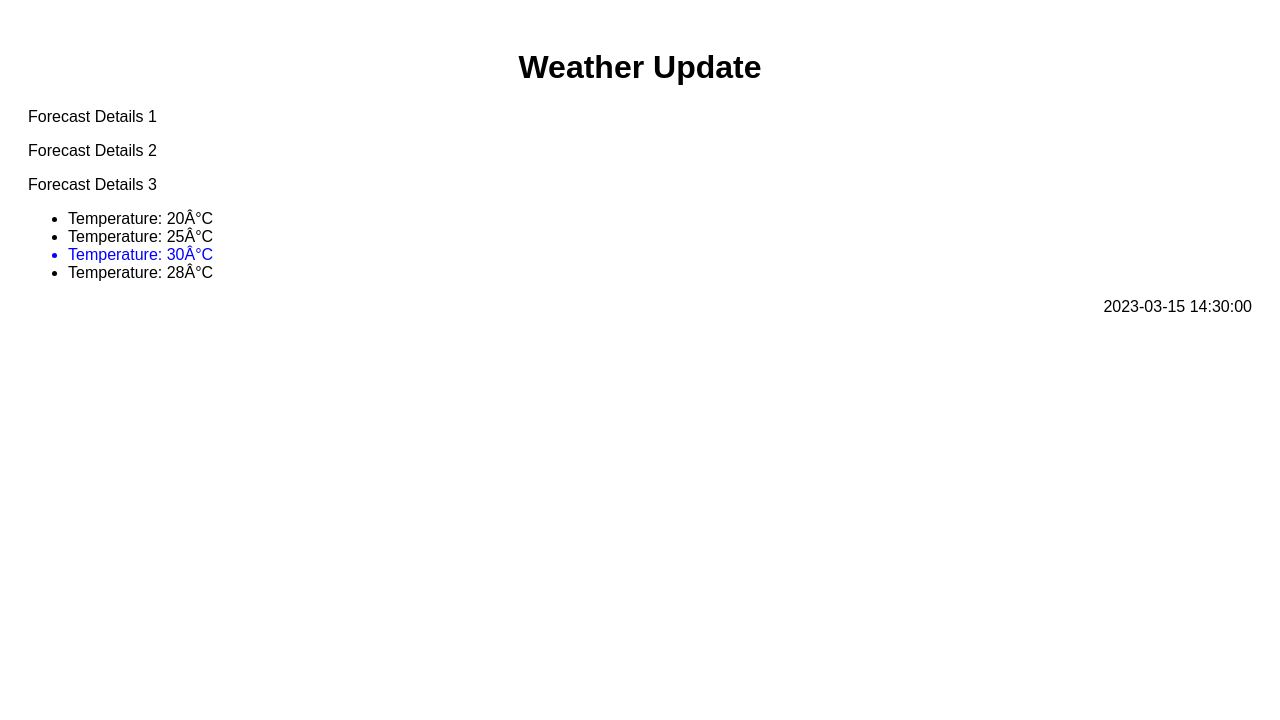 Weather Update
Forecast Details 1
Forecast Details 2
Forecast Details 3
Temperature: 20Â°C
Temperature: 25Â°C
Temperature: 30Â°C
Temperature: 28Â°C
2023-03-15 14:30:00